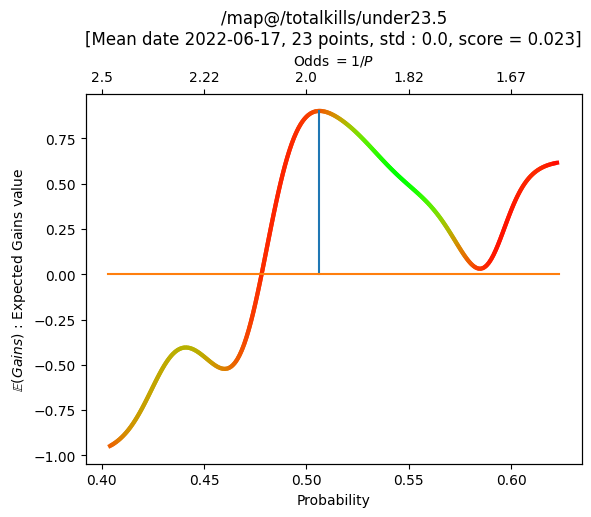 /map@/totalkills/under23.5
[Mean date 2022-06-17, 23 points, std : 0.0, score = 0.023]
Odds = 1/P
2.5 2.22 2.0 1.82 1.67
0.75
0.50
0.25
0.00
−0.25
−0.50
−0.75
−1.00
𝔼(Gains) : Expected Gains value
0.40 0.45 0.50 0.55 0.60
Probability